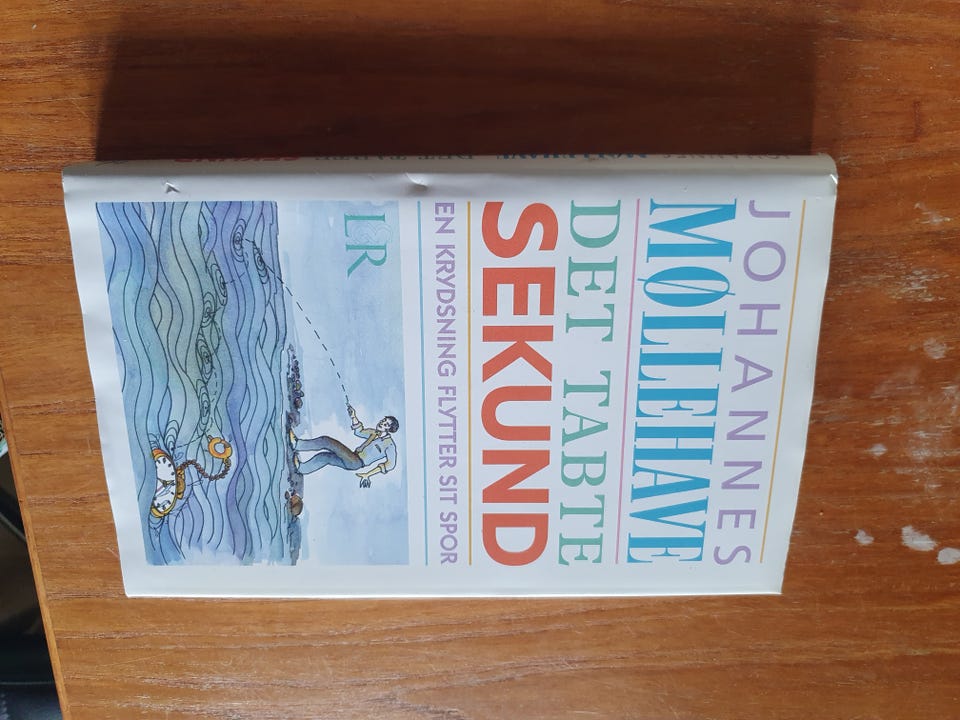 JOHANNES
MØLLEHAVE
DET TABTE
SEKUND
EN KRYDSNING FLYTTER SIT SPOR
LR